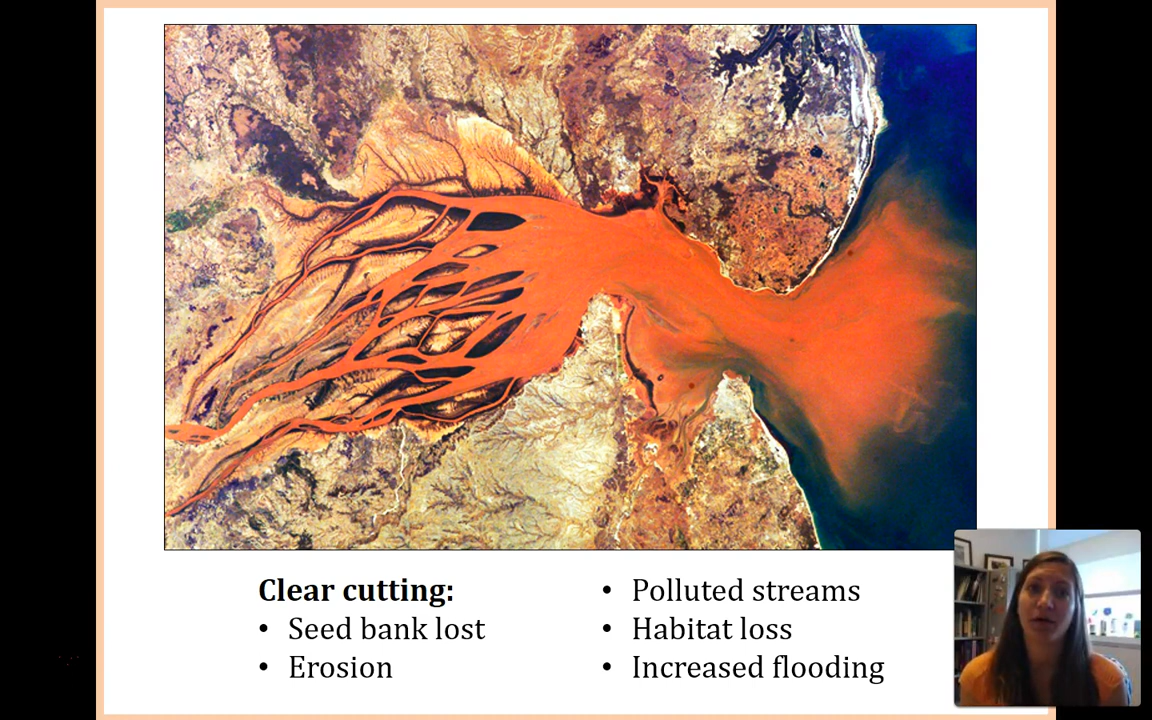 Clear cutting:
• Seed bank lost
• Erosion
• Polluted streams
• Habitat loss
• Increased flooding